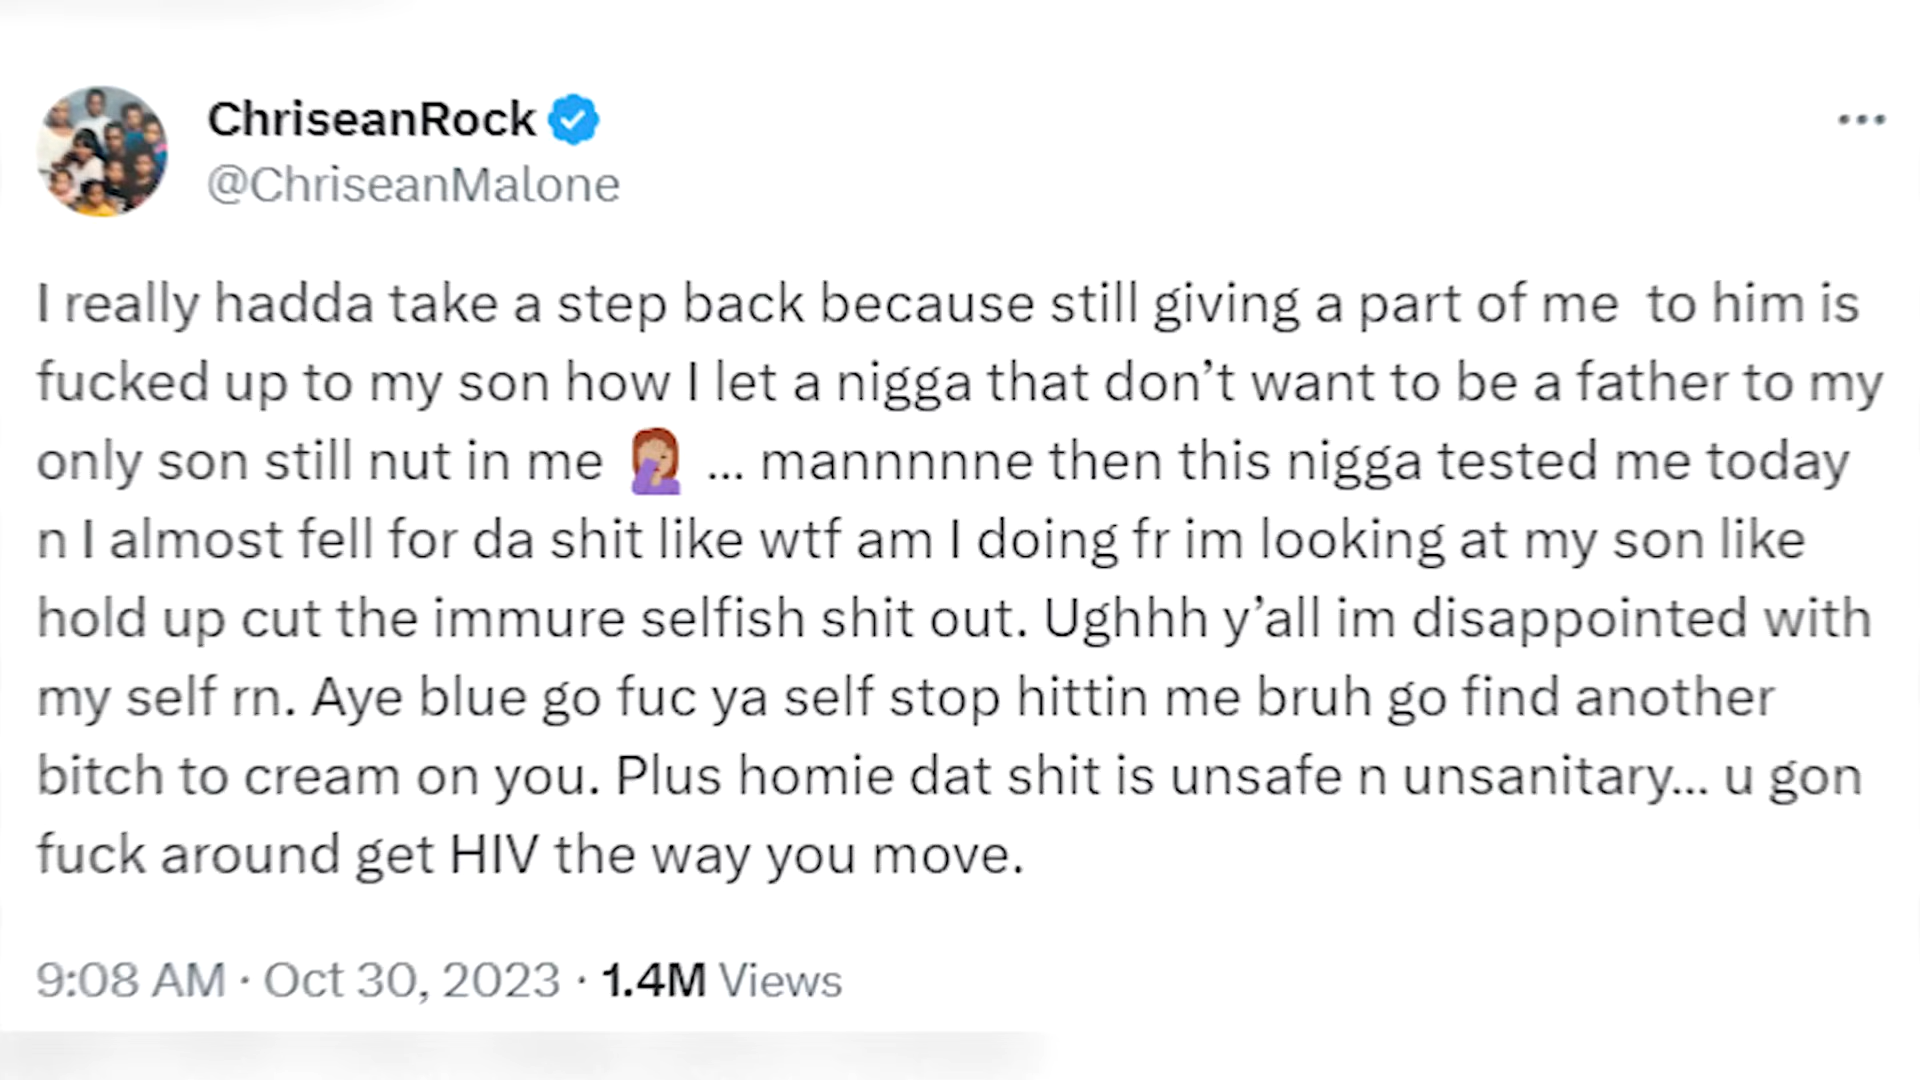 ChriseanRock
@ChriseanMalone
I really hadda take a step back because still giving a part of me  to him is
fucked up to my son how I let a nigga that don’t want to be a father to my
only son still nut in me 🤦🏽‍♀️ ... mannnnne then this nigga tested me today
n I almost fell for da shit like wtf am I doing fr im looking at my son like
hold up cut the immure selfish shit out. Ughhh y’all im disappointed with
my self rn. Aye blue go fuc ya self stop hittin me bruh go find another
bitch to cream on you. Plus homie dat shit is unsafe n unsanitary... u gon
fuck around get HIV the way you move.
9:08 AM · Oct 30, 2023 · 1.4M Views